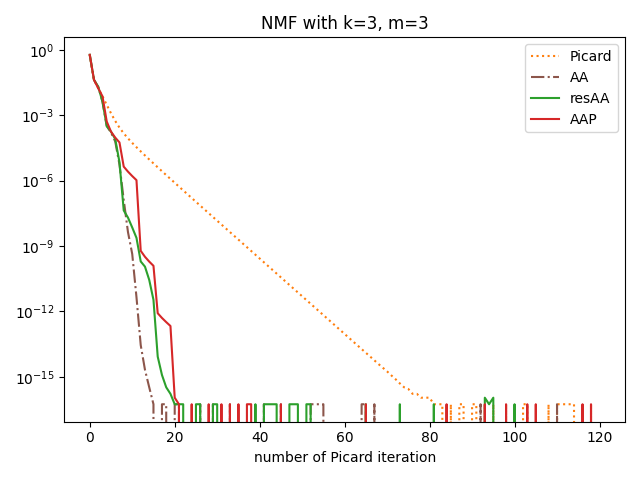 NMF with k=3, m=3
10^0
10^-3
10^-6
10^-9
10^-12
10^-15
Picard
AA
resAA
AAP
0 20 40 60 80 100 120
number of Picard iteration